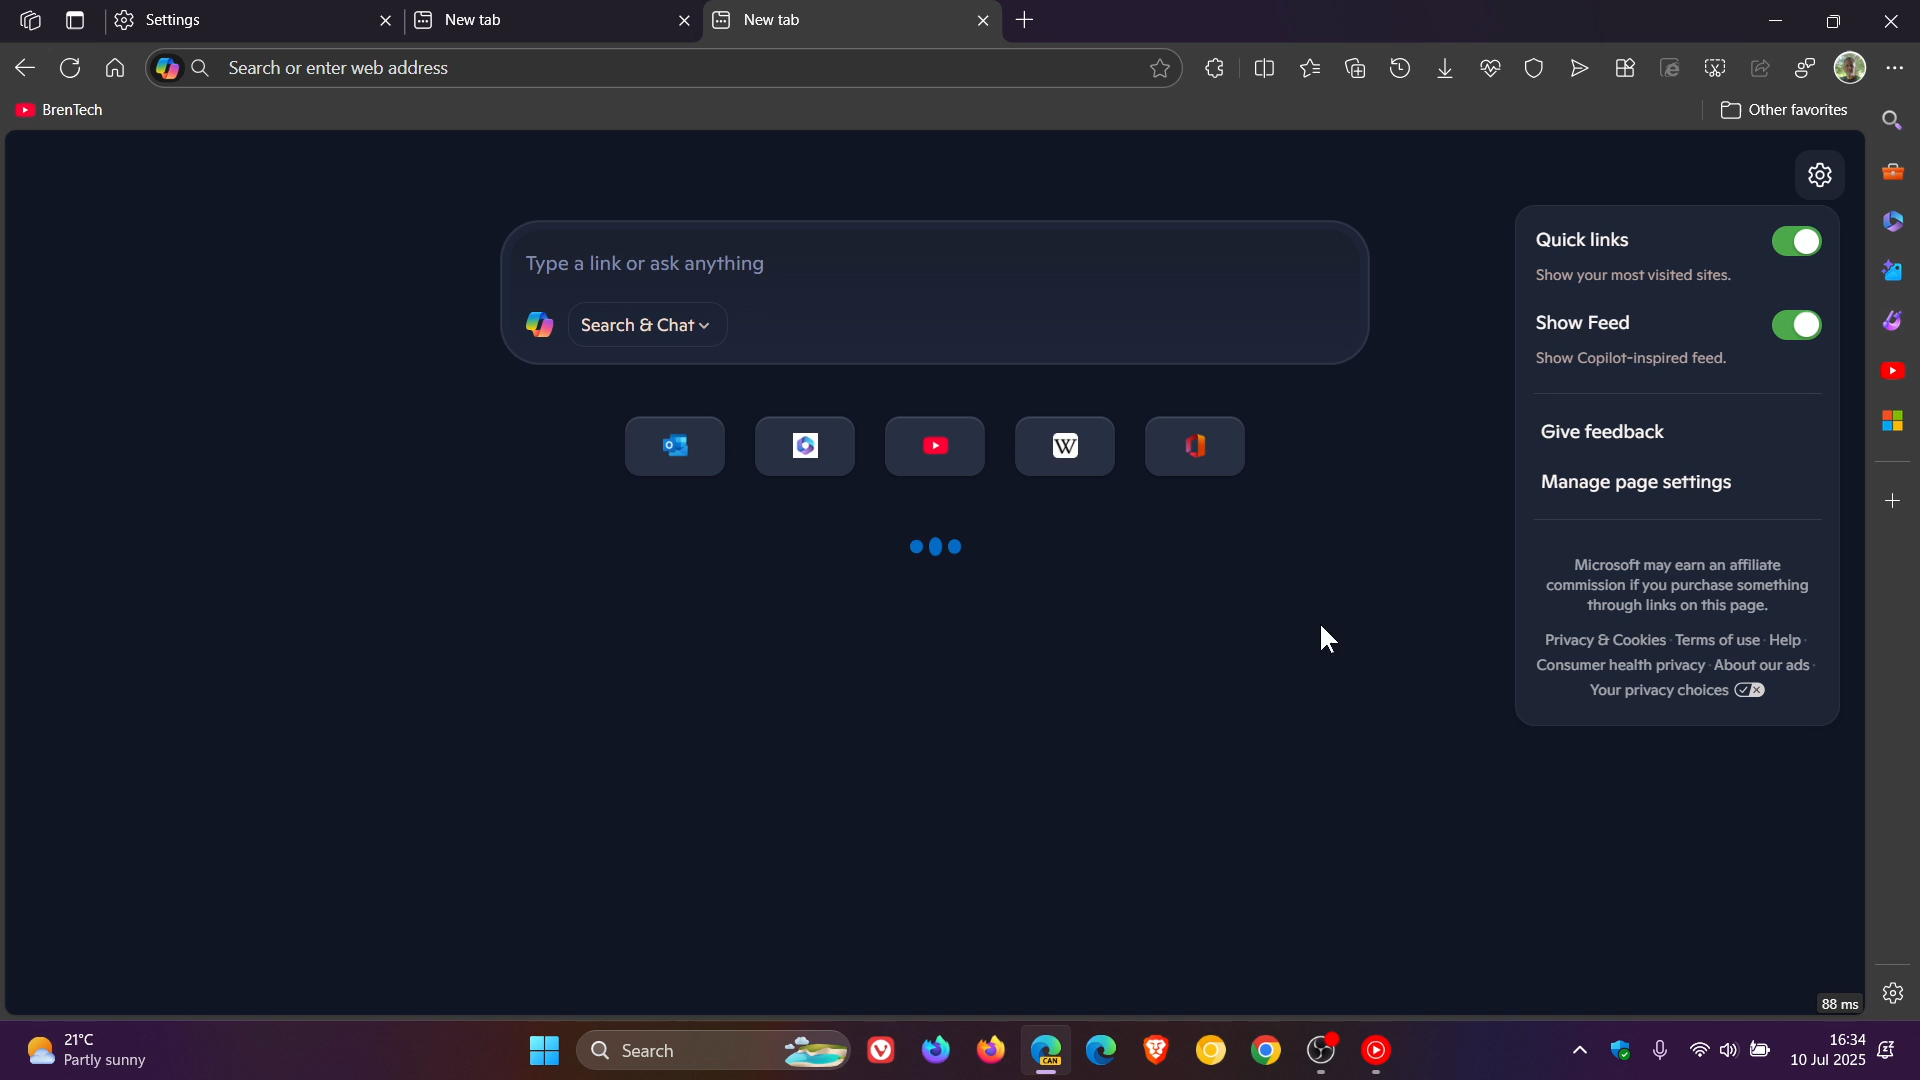 Settings
New tab
New tab
Search or enter web address
BrenTech
Other favorites
Type a link or ask anything
Search & Chat
Quick links
Show your most visited sites.
Show Feed
Show Copilot-inspired feed.
Give feedback
Manage page settings
Microsoft may earn an affiliate
commission if you purchase something
through links on this page.
Privacy & Cookies · Terms of use · Help ·
Consumer health privacy · About our ads ·
Your privacy choices
W
88 ms
21°C
Partly sunny
Search
CAN
16:34
10 Jul 2025